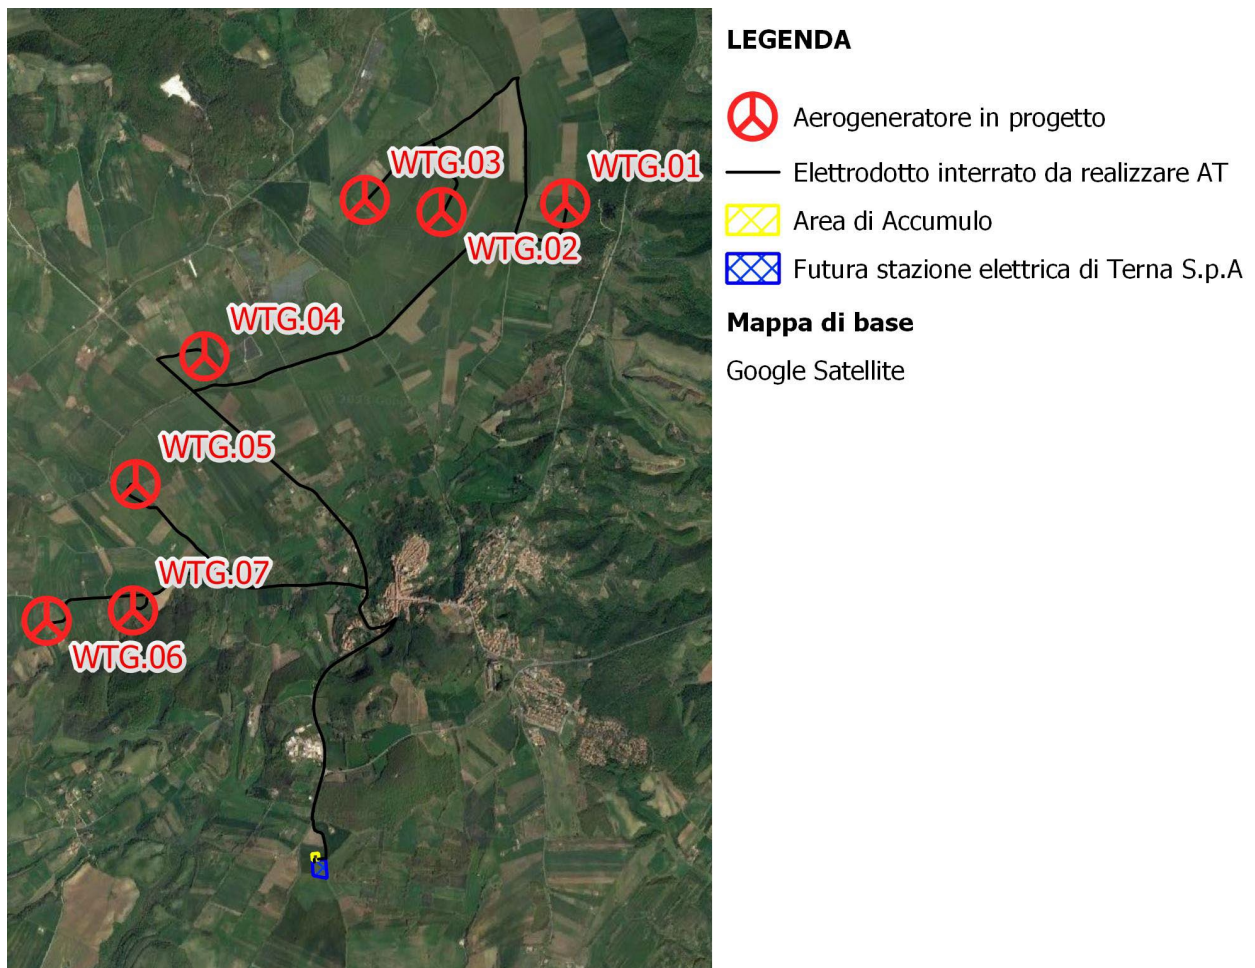 LEGENDA
Aerogeneratore in progetto
Elettrodotto interrato da realizzare AT
Area di Accumulo
Futura stazione elettrica di Terna S.p.A
Mappa di base
Google Satellite
WTG.03
WTG.01
WTG.02
WTG.04
WTG.05
WTG.07
WTG.06